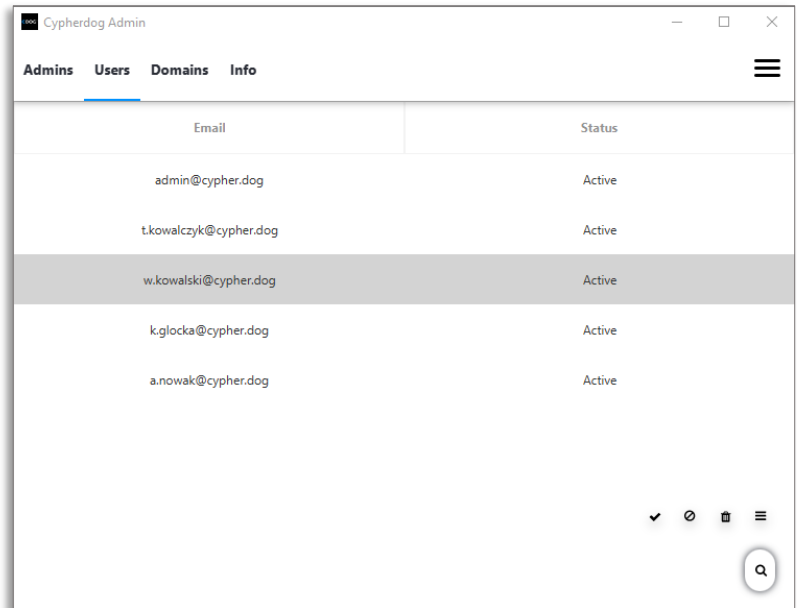 Cypherdog Admin
Admins Users Domains Info
Email Status
admin@cypher.dog Active
t.kowalczyk@cypher.dog Active
w.kowalski@cypher.dog Active
k.glocka@cypher.dog Active
a.nowak@cypher.dog Active